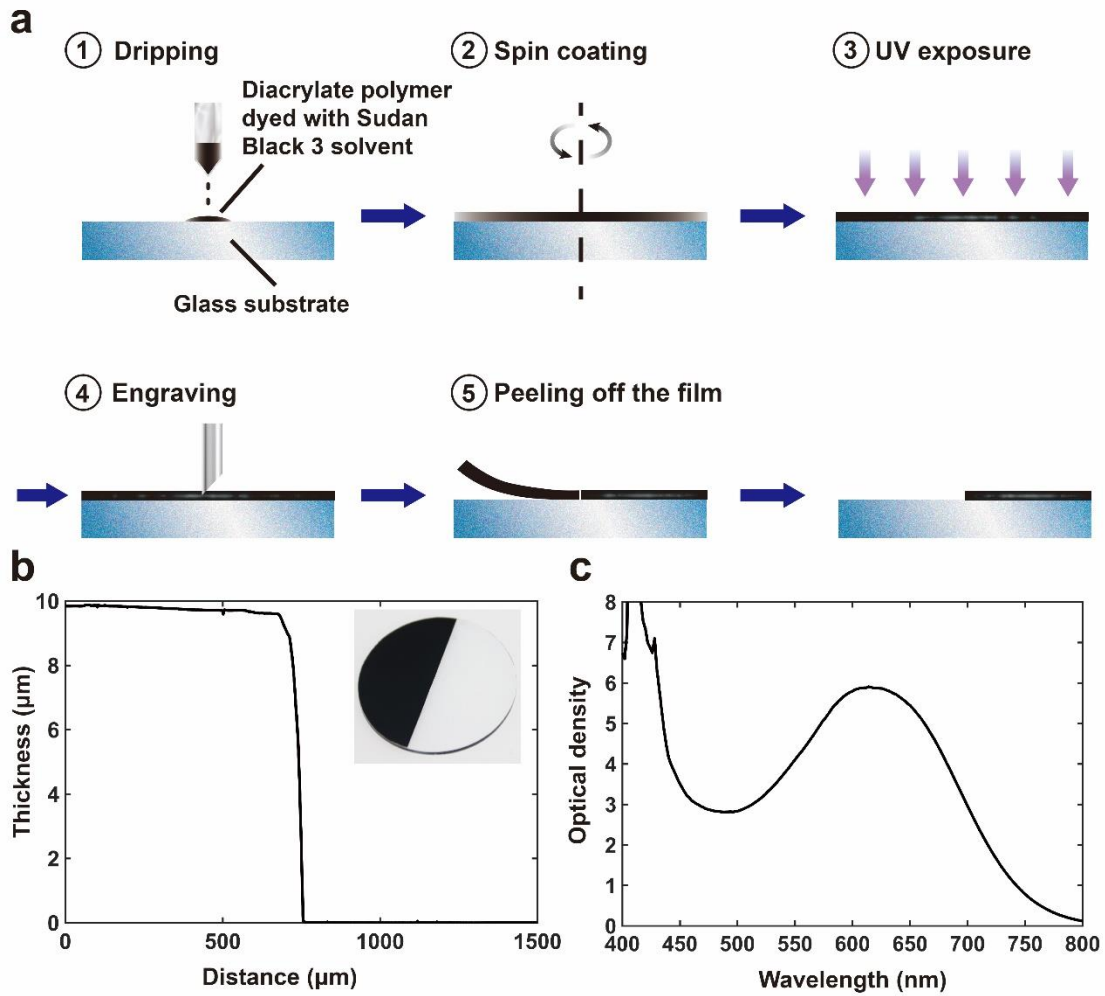 a
1 Dripping
2 Spin coating
3 UV exposure
Diacrylate polymer
dyed with Sudan
Black 3 solvent
Glass substrate
4 Engraving
5 Peeling off the film
b
10
8
6
4
2
0
Thickness (µm)
0 500 1000 1500
Distance (µm)
c
8
7
6
5
4
3
2
1
0
Optical density
400 450 500 550 600 650 700 750 800
Wavelength (nm)